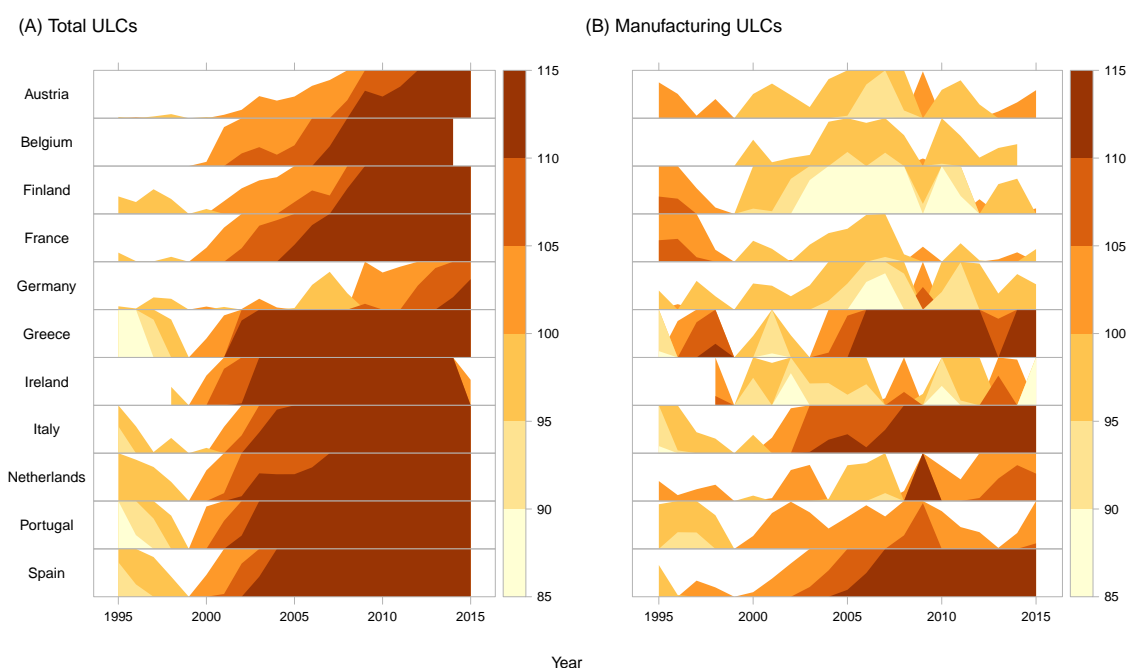 (A) Total ULCs
(B) Manufacturing ULCs
Austria
Belgium
Finland
France
Germany
Greece
Ireland
Italy
Netherlands
Portugal
Spain
115
110
105
100
95
90
85
115
110
105
100
95
90
85
1995 2000 2005 2010 2015
1995 2000 2005 2010 2015
Year